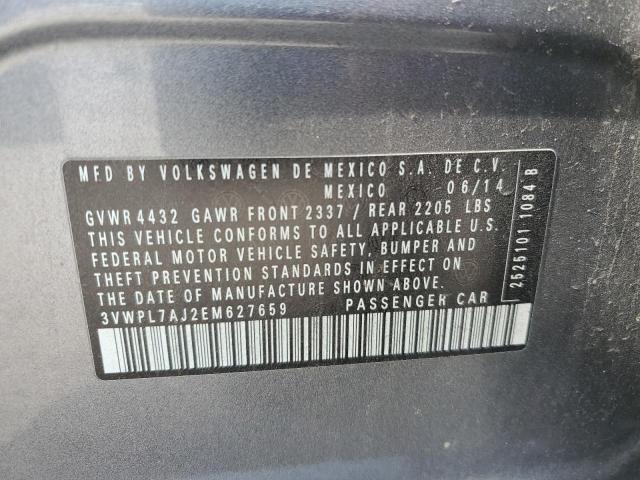 MFD BY VOLKSWAGEN DE MEXICO S.A. DE C.V.
MEXICO 06/14
GVWR 4432 GAWR FRONT 2337 / REAR 2205 LBS
THIS VEHICLE CONFORMS TO ALL APPLICABLE U.S.
FEDERAL MOTOR VEHICLE SAFETY, BUMPER AND
THEFT PREVENTION STANDARDS IN EFFECT ON
THE DATE OF MANUFACTURE SHOWN ABOVE.
3VWPL7AJ2EM627659 PASSENGER CAR
2525101 1084 B